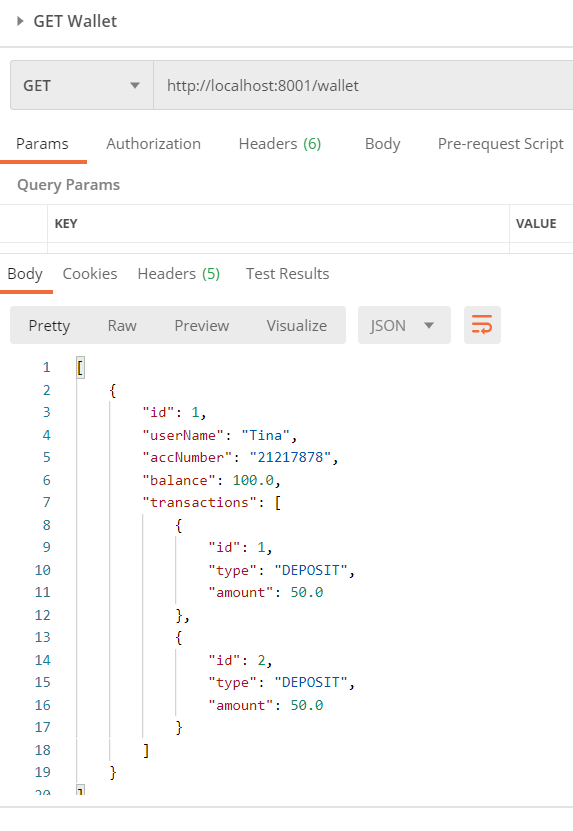 GET Wallet
GET http://localhost:8001/wallet
Params Authorization Headers (6) Body Pre-request Script
Query Params
KEY VALUE
Body Cookies Headers (5) Test Results
Pretty Raw Preview Visualize JSON
1 [
2 {
3 "id": 1,
4 "userName": "Tina",
5 "accNumber": "21217878",
6 "balance": 100.0,
7 "transactions": [
8 {
9 "id": 1,
10 "type": "DEPOSIT",
11 "amount": 50.0
12 },
13 {
14 "id": 2,
15 "type": "DEPOSIT",
16 "amount": 50.0
17 }
18 ]
19 }
20 ]